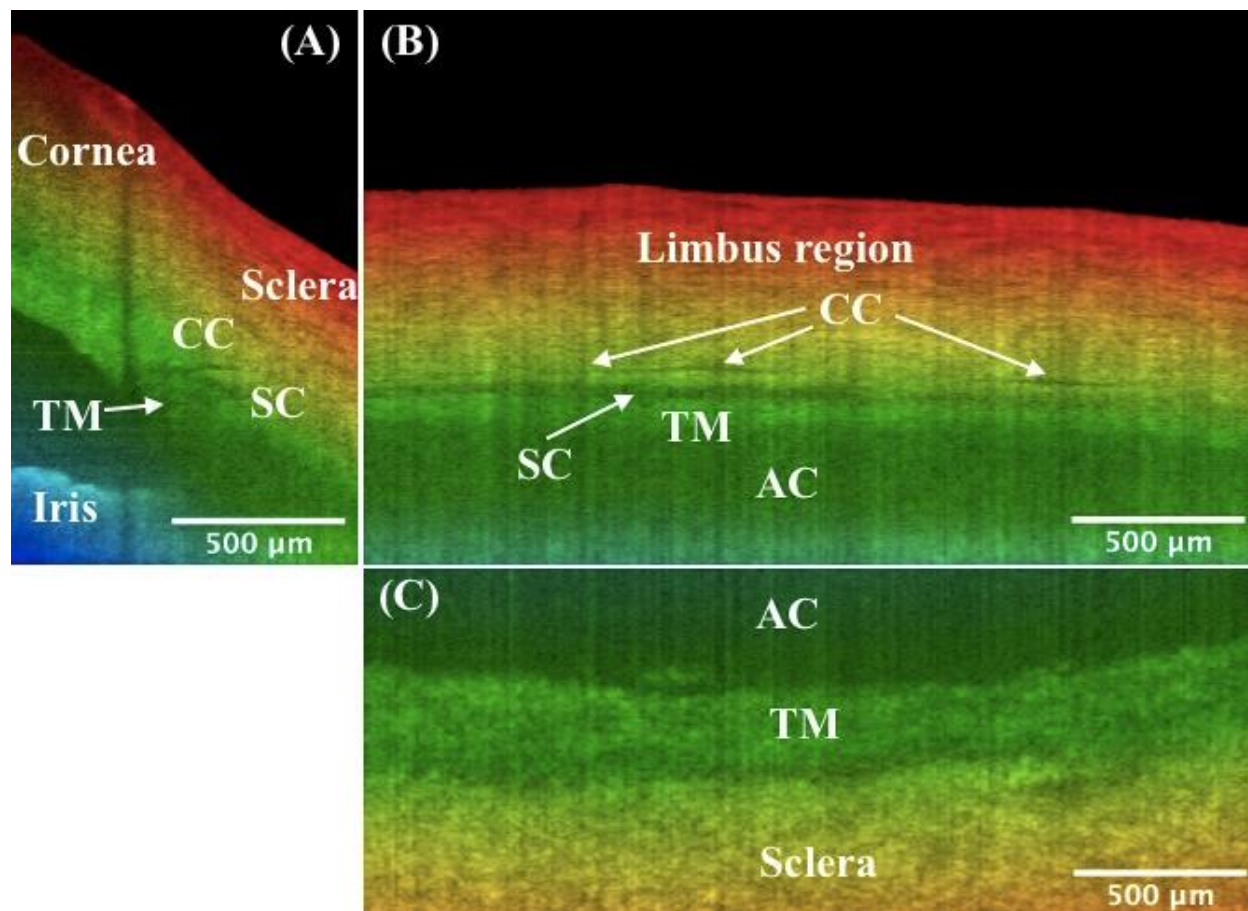 (A)
Cornea
Sclera
CC
TM
SC
Iris
500 µm
(B)
Limbus region
CC
SC
TM
AC
500 µm
(C)
AC
TM
Sclera
500 µm